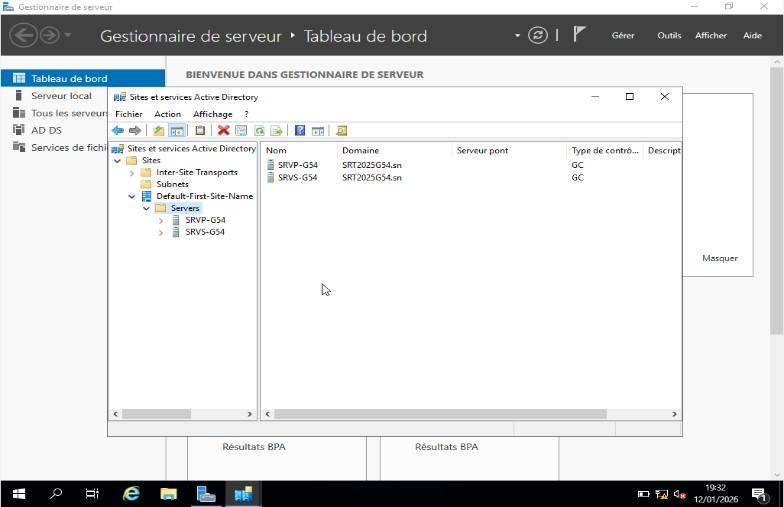 Gestionnaire de serveur
Gestionnaire de serveur Tableau de bord
Gérer Outils Afficher Aide
Tableau de bord
Serveur local
Tous les serveurs
AD DS
Services de fichi
BIENVENUE DANS GESTIONNAIRE DE SERVEUR
Sites et services Active Directory
Fichier Action Affichage ?
Sites et services Active Directory
Sites
Inter-Site Transports
Subnets
Default-First-Site-Name
Servers
SRVP-G54
SRVS-G54
Nom Domaine Serveur pont Type de contrô... Descript
SRVP-G54 SRT2025G54.sn GC
SRVS-G54 SRT2025G54.sn GC
Masquer
Résultats BPA Résultats BPA
19:32
12/01/2026
1